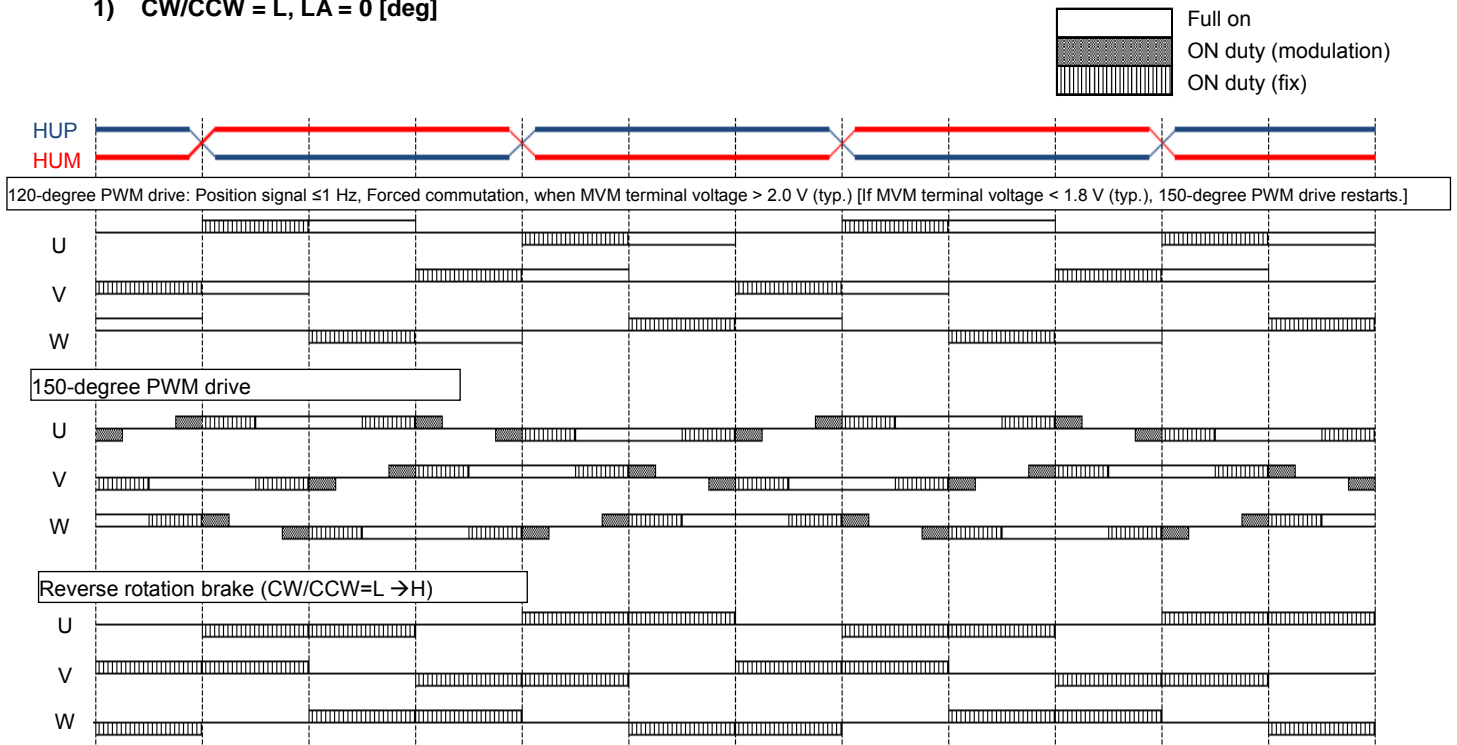 1) CW/CCW = L, LA = 0 [deg]
Full on
ON duty (modulation)
ON duty (fix)
HUP
HUM
120-degree PWM drive: Position signal ≤1 Hz, Forced commutation, when MVM terminal voltage > 2.0 V (typ.) [If MVM terminal voltage < 1.8 V (typ.), 150-degree PWM drive restarts.]
U
V
W
150-degree PWM drive
U
V
W
Reverse rotation brake (CW/CCW=L →H)
U
V
W